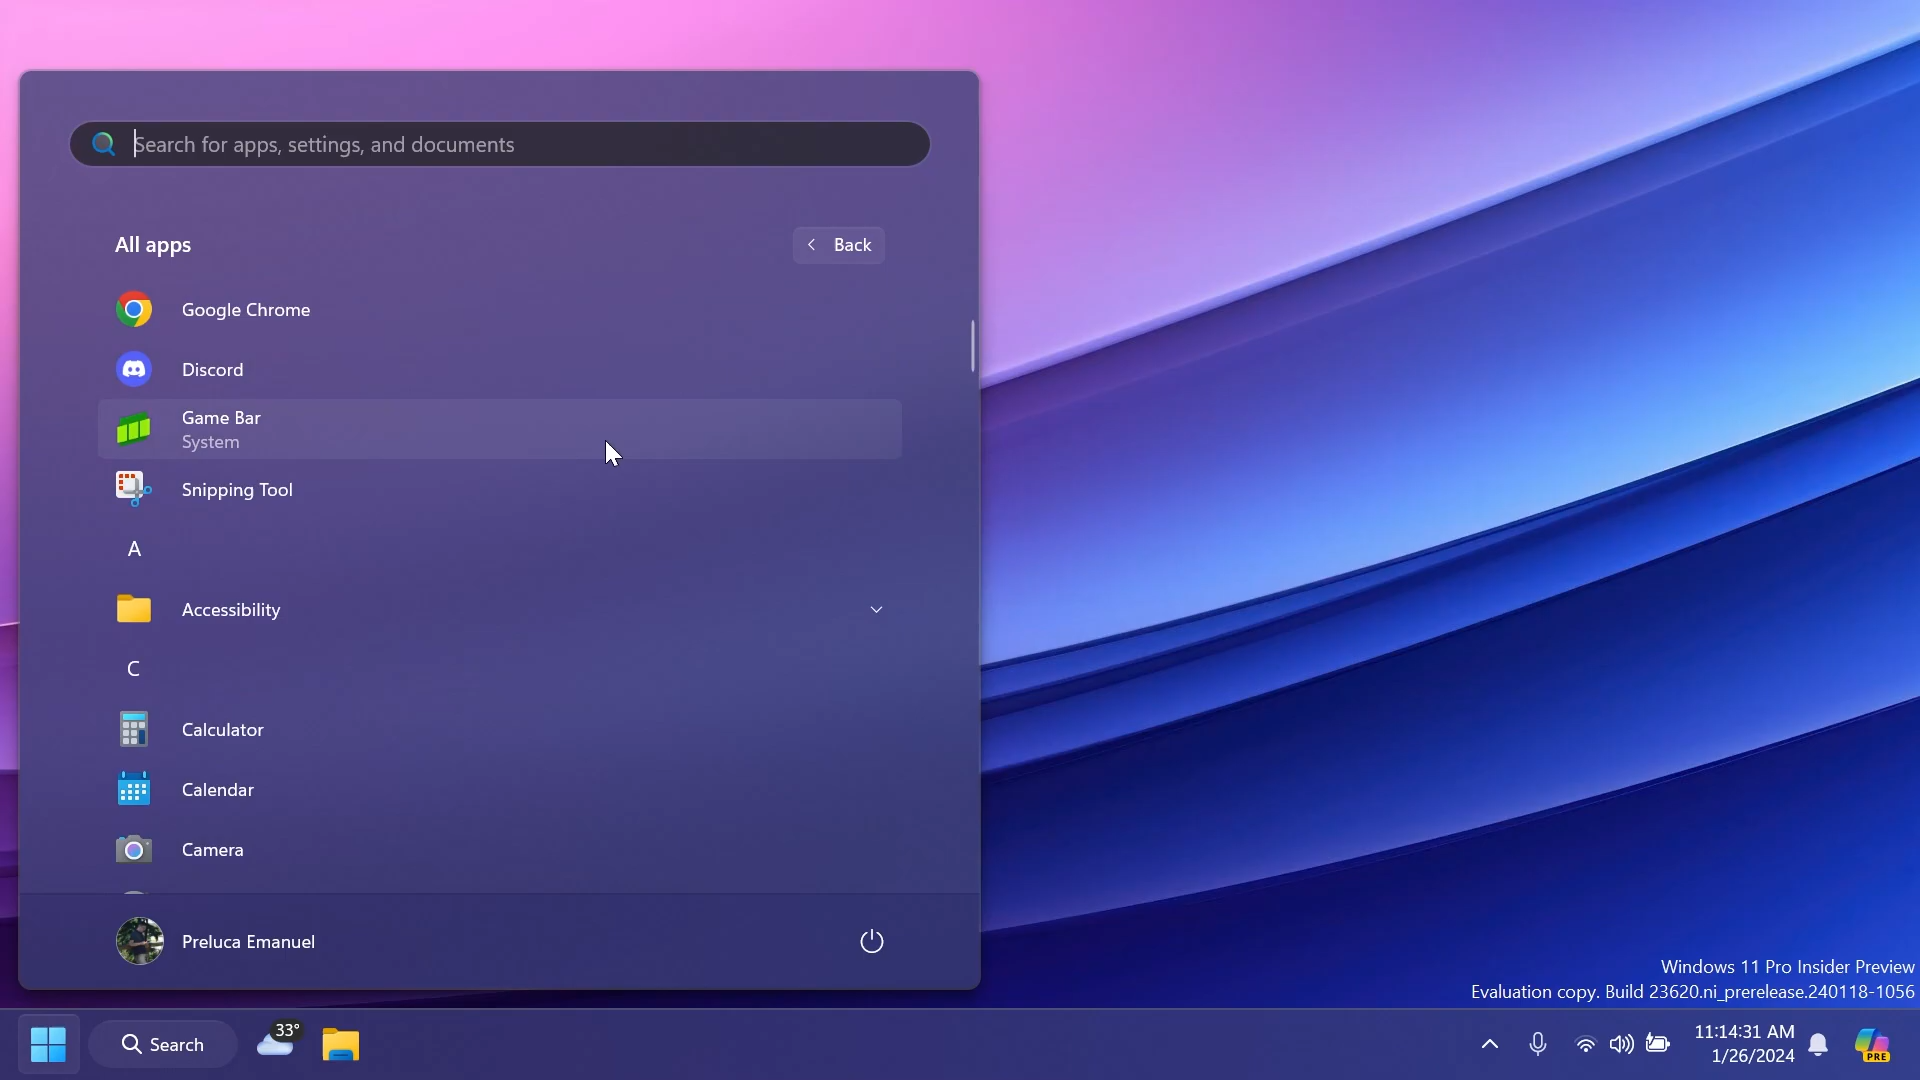 Search for apps, settings, and documents
All apps
Back
Google Chrome
Discord
Game Bar
System
Snipping Tool
A
Accessibility
C
Calculator
Calendar
Camera
Preluca Emanuel
Windows 11 Pro Insider Preview
Evaluation copy. Build 23620.ni_prerelease.240118-1056
Search
33°
11:14:31 AM
1/26/2024
PRE